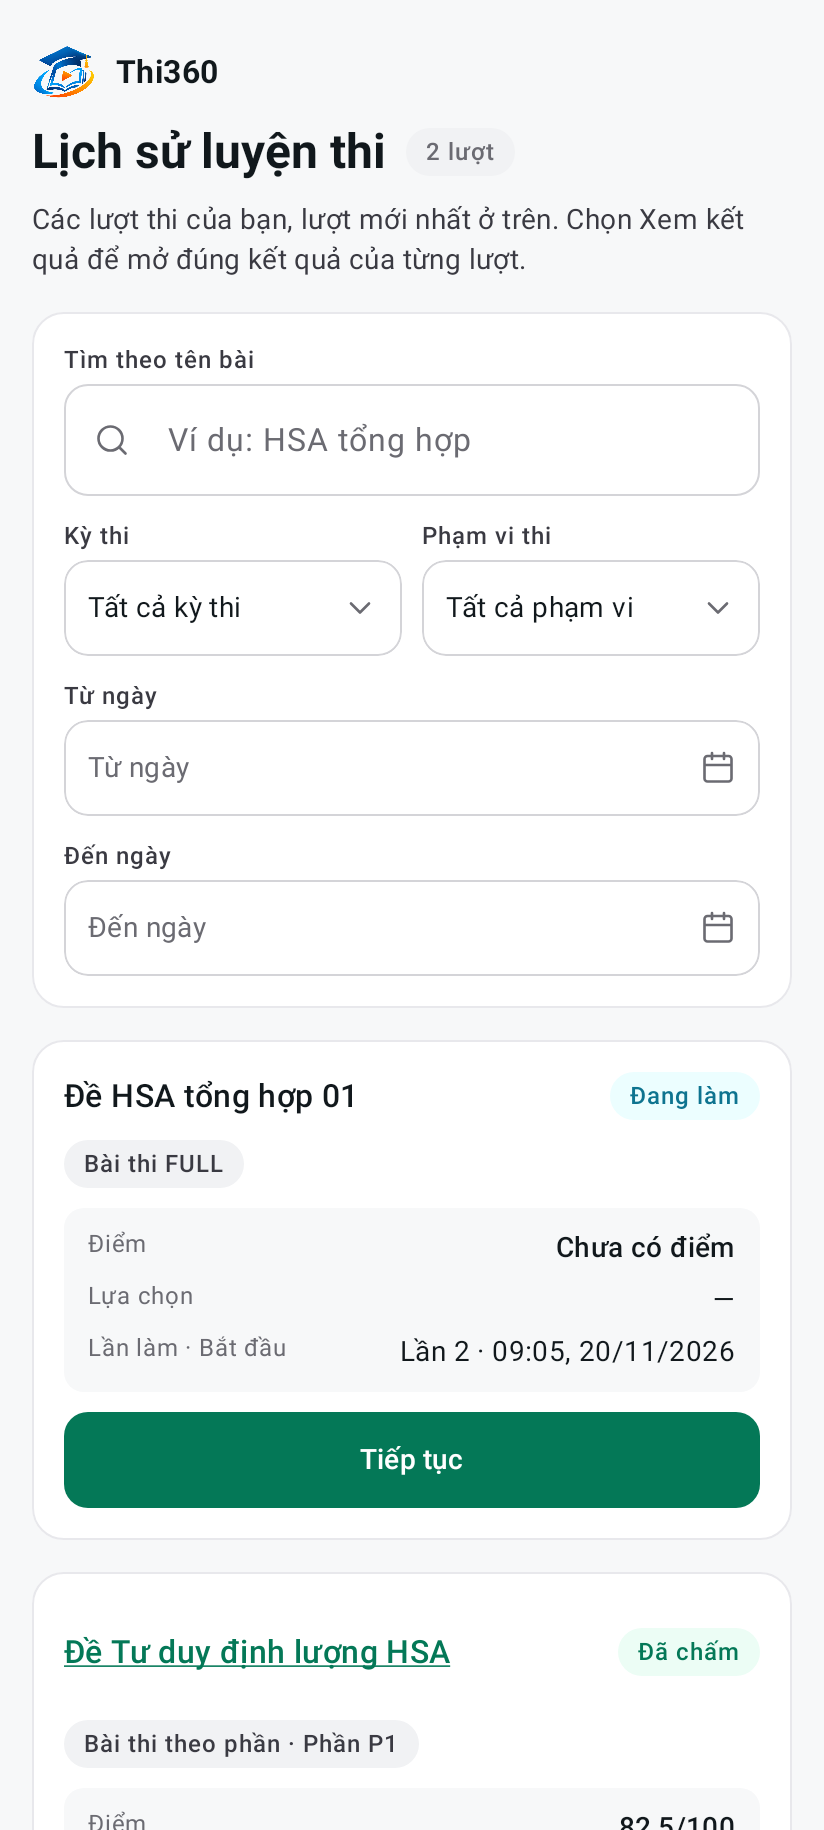 Thi360
Lịch sử luyện thi
2 lượt
Các lượt thi của bạn, lượt mới nhất ở trên. Chọn Xem kết
quả để mở đúng kết quả của từng lượt.
Tìm theo tên bài
Ví dụ: HSA tổng hợp
Kỳ thi
Phạm vi thi
Tất cả kỳ thi
Tất cả phạm vi
Từ ngày
Từ ngày
Đến ngày
Đến ngày
Đề HSA tổng hợp 01
Đang làm
Bài thi FULL
Điểm
Chưa có điểm
Lựa chọn
—
Lần làm · Bắt đầu
Lần 2 · 09:05, 20/11/2026
Tiếp tục
Đề Tư duy định lượng HSA
Đã chấm
Bài thi theo phần · Phần P1
Điểm
82.5/100